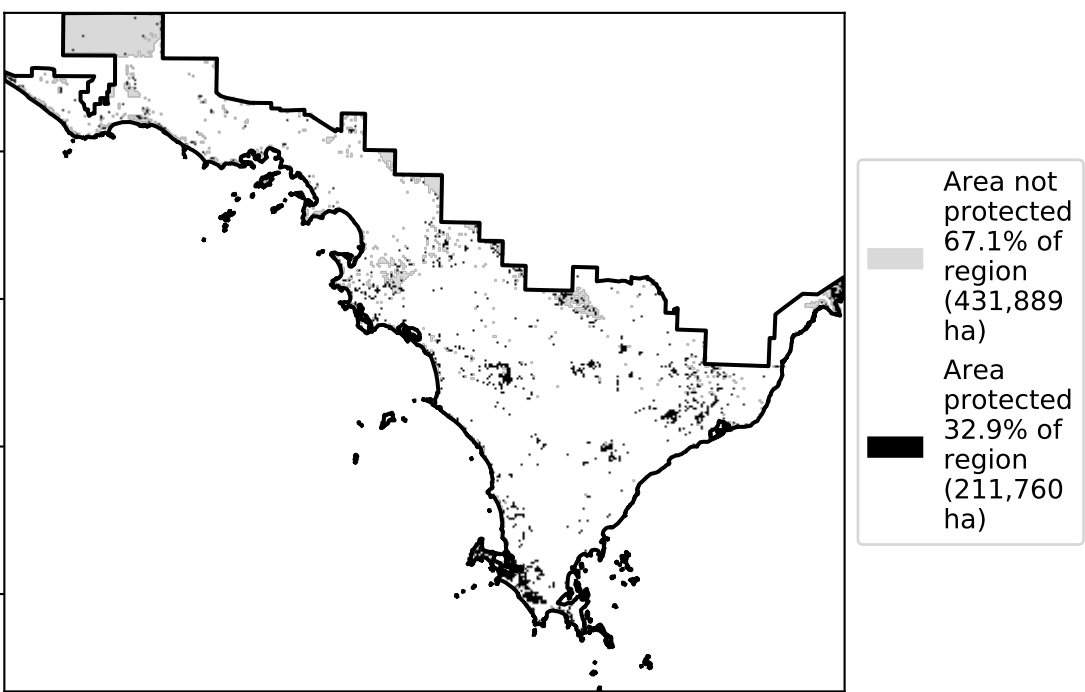 Area not
protected
67.1% of
region
(431,889
ha)
Area
protected
32.9% of
region
(211,760
ha)